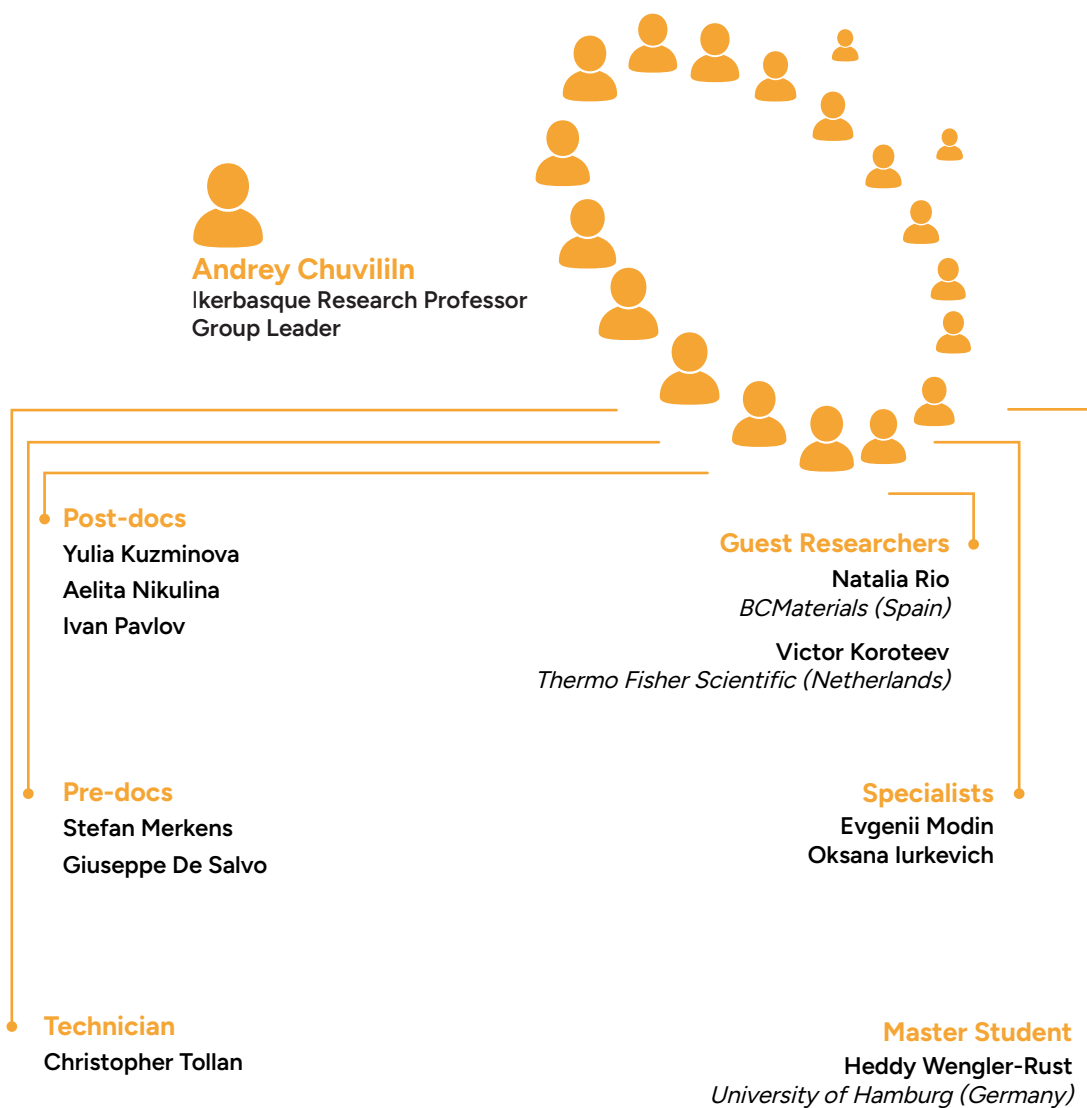 Andrey Chuvililn
Ikerbasque Research Professor
Group Leader
Post-docs
Yulia Kuzminova
Aelita Nikulina
Ivan Pavlov
Guest Researchers
Natalia Rio
BCMaterials (Spain)
Victor Koroteev
Thermo Fisher Scientific (Netherlands)
Pre-docs
Stefan Merkens
Giuseppe De Salvo
Specialists
Evgenii Modin
Oksana Iurkevich
Technician
Christopher Tollan
Master Student
Heddy Wengler-Rust
University of Hamburg (Germany)